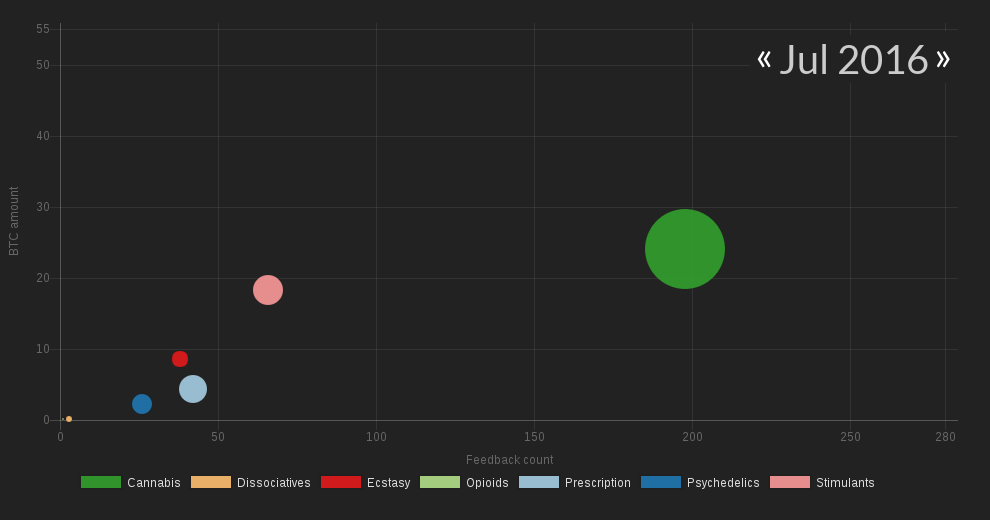 « Jul 2016 »
55
50
40
30
20
10
0
BTC amount
0 50 100 150 200 250 280
Feedback count
Cannabis Dissociatives Ecstasy Opioids Prescription Psychedelics Stimulants